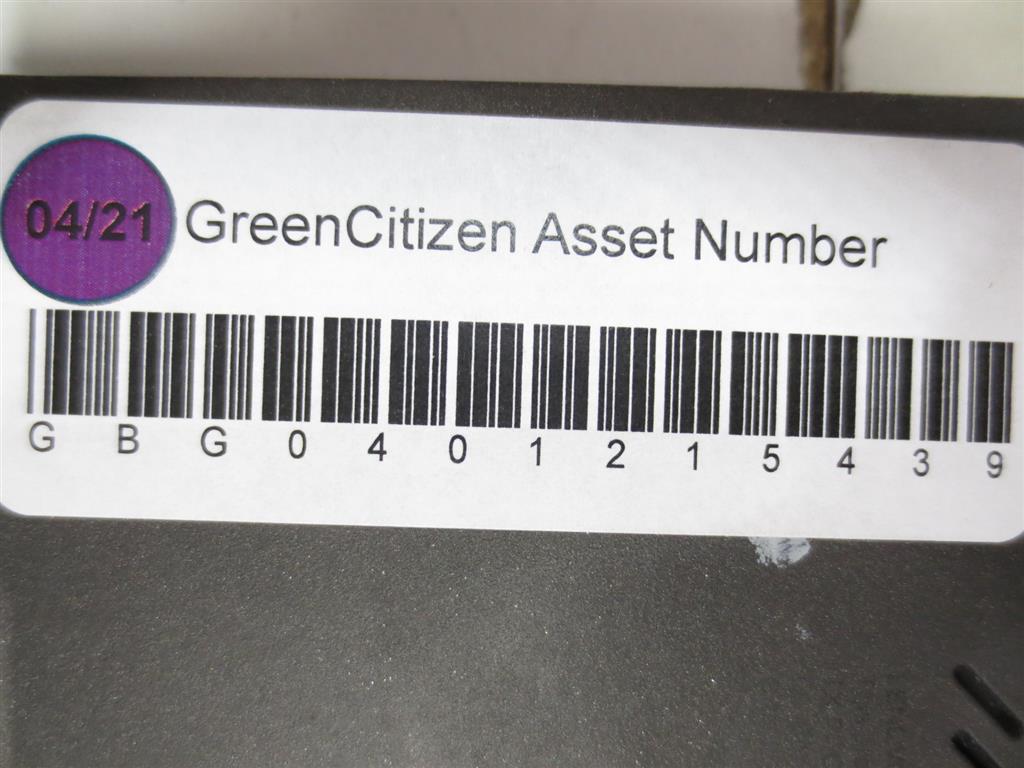 04/21 GreenCitizen Asset Number
G B G 0 4 0 1 2 1 5 4 3 9